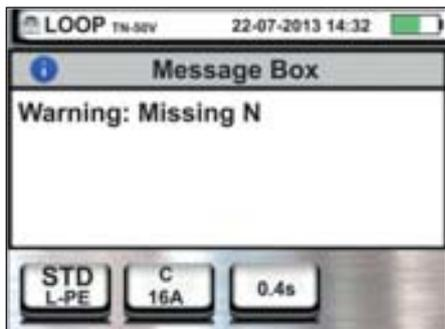 LOOP TN-50V 22-07-2013 14:32
Message Box
Warning: Missing N
STD C 0.4s
L-PE 16A